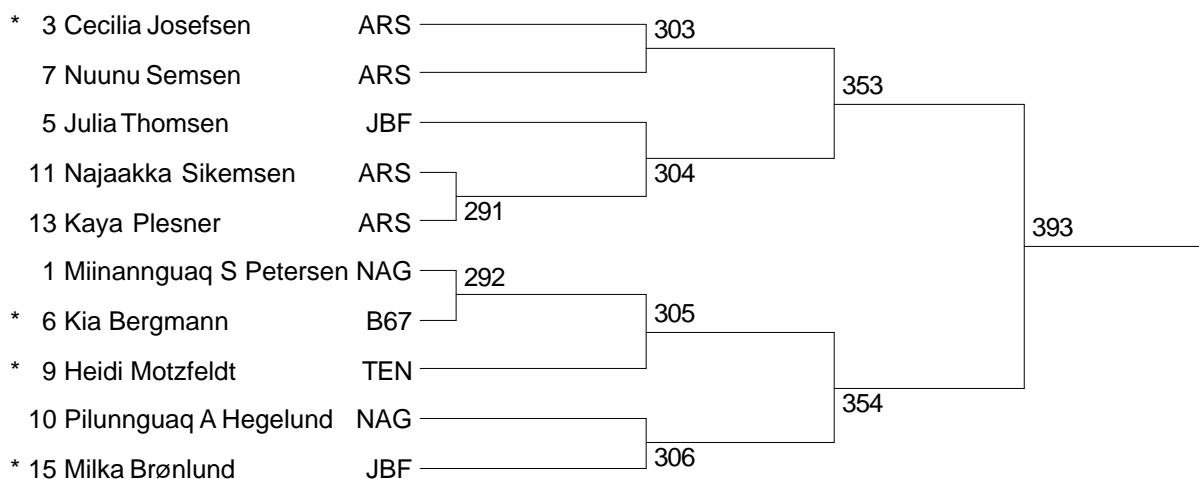 * 3 Cecilia Josefsen ARS
303
7 Nuunu Semsen ARS
353
5 Julia Thomsen JBF
11 Najaakka Sikemsen ARS
304
291
13 Kaya Plesner ARS
393
1 Miinannguaq S Petersen NAG
292
* 6 Kia Bergmann B67
305
* 9 Heidi Motzfeldt TEN
354
10 Pilunnguaq A Hegelund NAG
306
* 15 Milka Brønlund JBF